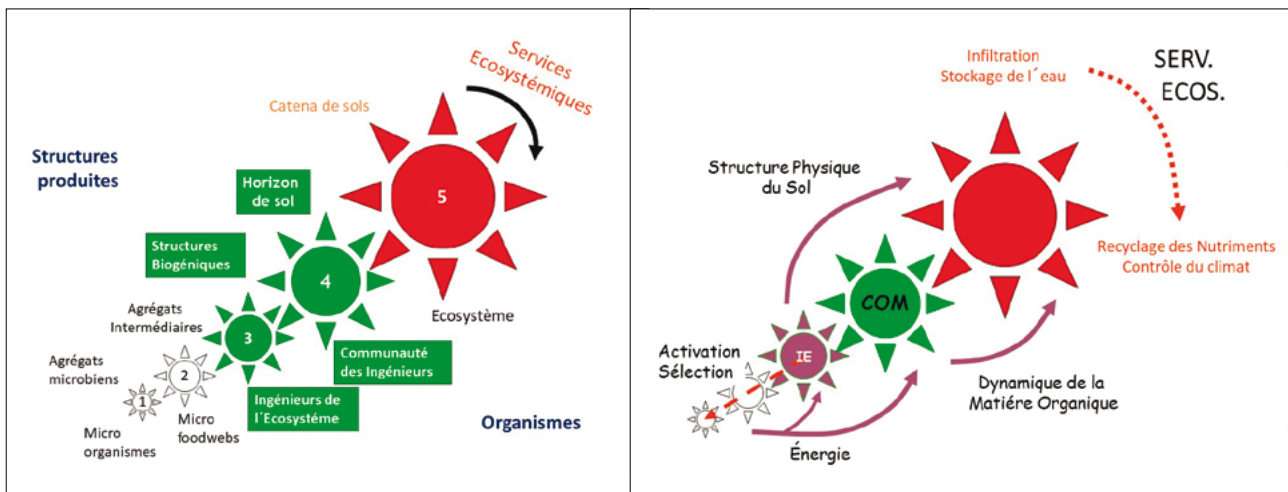 Services
Ecosystémiques
Catena de sols
Structures
produites
5
Horizon
de sol
Structures
Biogéniques
4
Ecosystème
Agrégats
Intermédiaires
3
Agrégats
microbiens
2
1
Communauté
des Ingénieurs
Ingénieurs de
l´Ecosystéme
Micro
foodwebs
Micro
organismes
Organismes
Infiltration
Stockage de l´eau
SERV.
ECOS.
Structure Physique
du Sol
Recyclage des Nutriments
Contrôle du climat
COM
IE
Activation
Sélection
Dynamique de la
Matiére Organique
Énergie